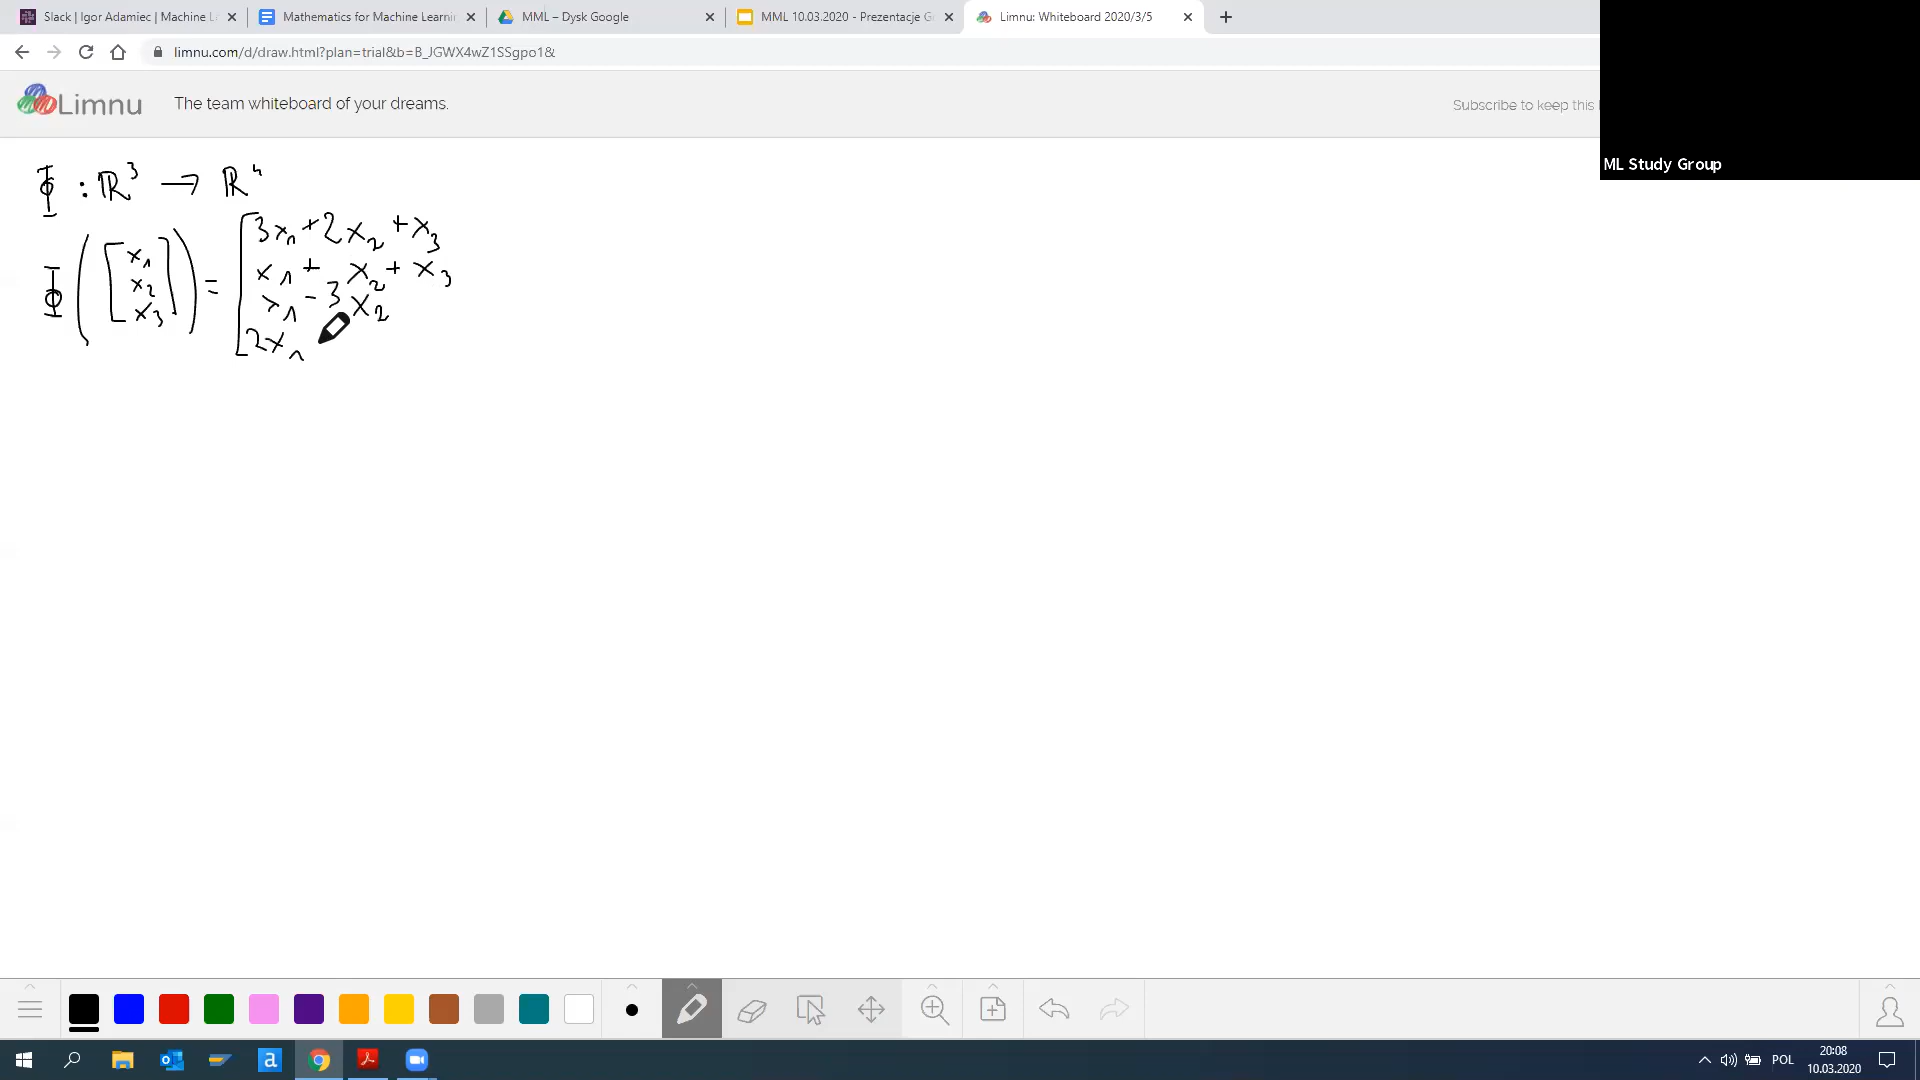 Slack | Igor Adamiec | Machine L
Mathematics for Machine Learnin
MML – Dysk Google
MML 10.03.2020 - Prezentacje G
Limnu: Whiteboard 2020/3/5
limnu.com/d/draw.html?plan=trial&b=B_JGWX4wZ1SSgpo1&
Limnu
The team whiteboard of your dreams.
Subscribe to keep this
ML Study Group
Φ : ℝ³ → ℝ⁴
Φ([x₁ x₂ x₃]) = [3x₁ + 2x₂ + x₃
x₁ + x₂ + x₃
x₁ - 3x₂
2x₁
a
POL
20:08
10.03.2020